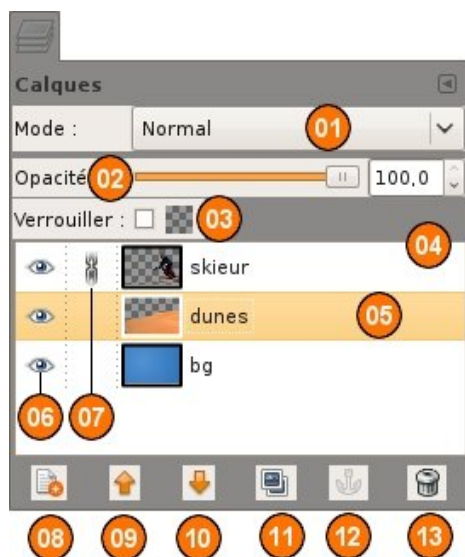 Calques
Mode : Normal 01
Opacité 02 100,0
Verrouiller : 03
04
skieur
dunes 05
bg
06 07
08 09 10 11 12 13